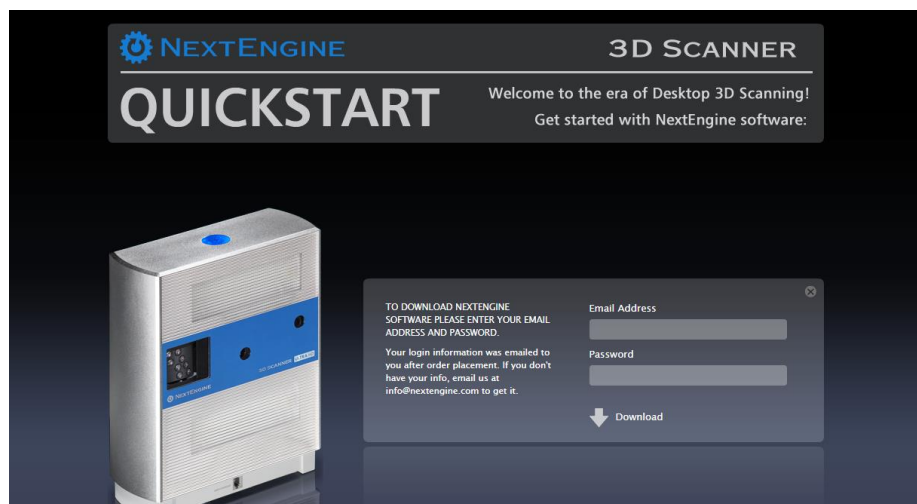 NEXTENGINE
3D SCANNER
QUICKSTART
Welcome to the era of Desktop 3D Scanning!
Get started with NextEngine software:
TO DOWNLOAD NEXTENGINE
SOFTWARE PLEASE ENTER YOUR EMAIL
ADDRESS AND PASSWORD.
Your login information was emailed to
you after order placement. If you don't
have your info, email us at
info@nextengine.com to get it.
Email Address
Password
Download
3D SCANNER
NEXTENGINE